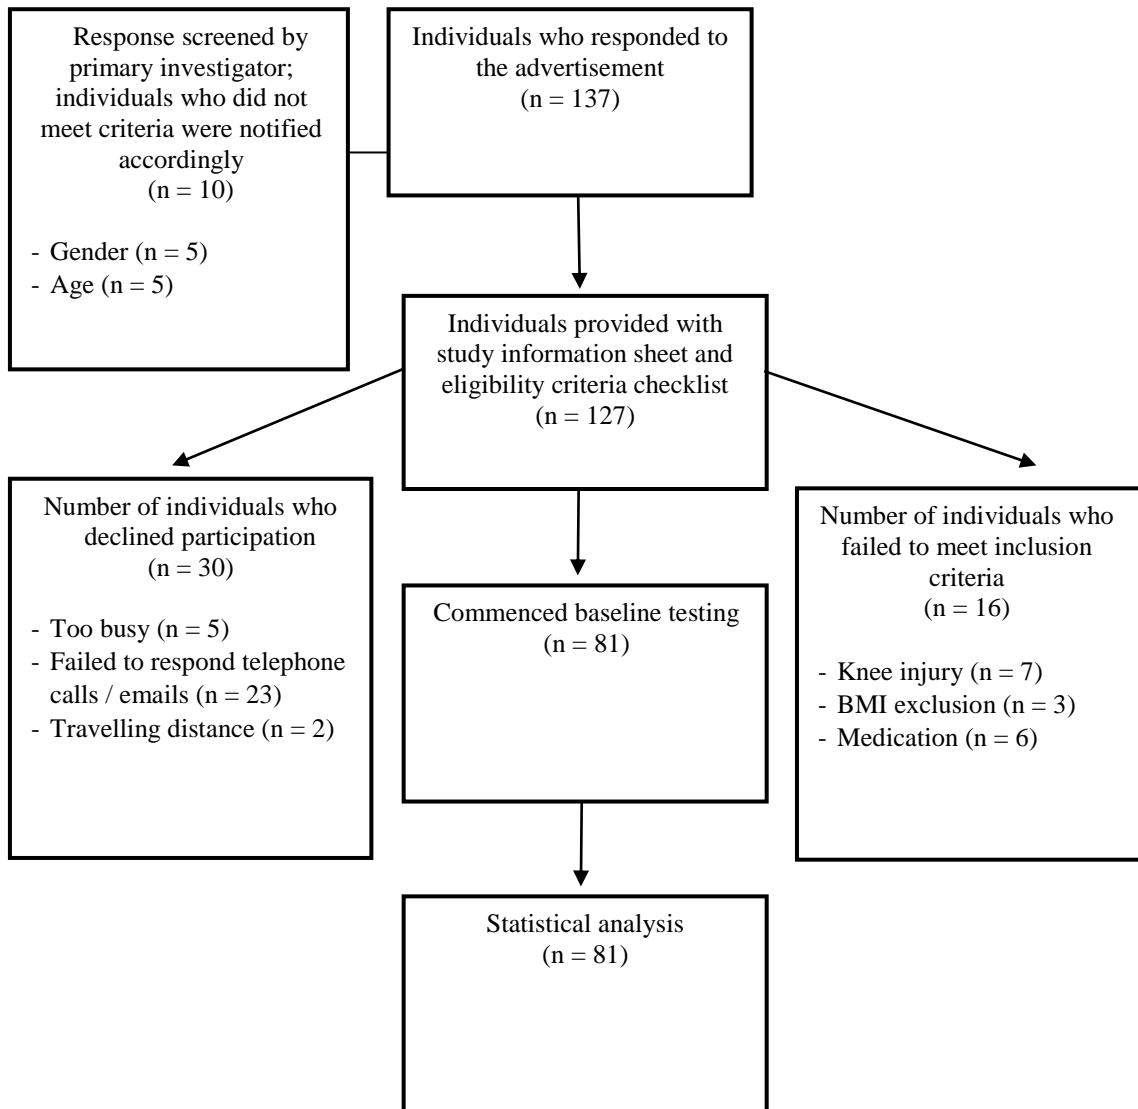 Response screened by
primary investigator;
individuals who did not
meet criteria were notified
accordingly
(n = 10)
- Gender (n = 5)
- Age (n = 5)
Individuals who responded to
the advertisement
(n = 137)
Individuals provided with
study information sheet and
eligibility criteria checklist
(n = 127)
Number of individuals who
declined participation
(n = 30)
- Too busy (n = 5)
- Failed to respond telephone
calls / emails (n = 23)
- Travelling distance (n = 2)
Commenced baseline testing
(n = 81)
Number of individuals who
failed to meet inclusion
criteria
(n = 16)
- Knee injury (n = 7)
- BMI exclusion (n = 3)
- Medication (n = 6)
Statistical analysis
(n = 81)